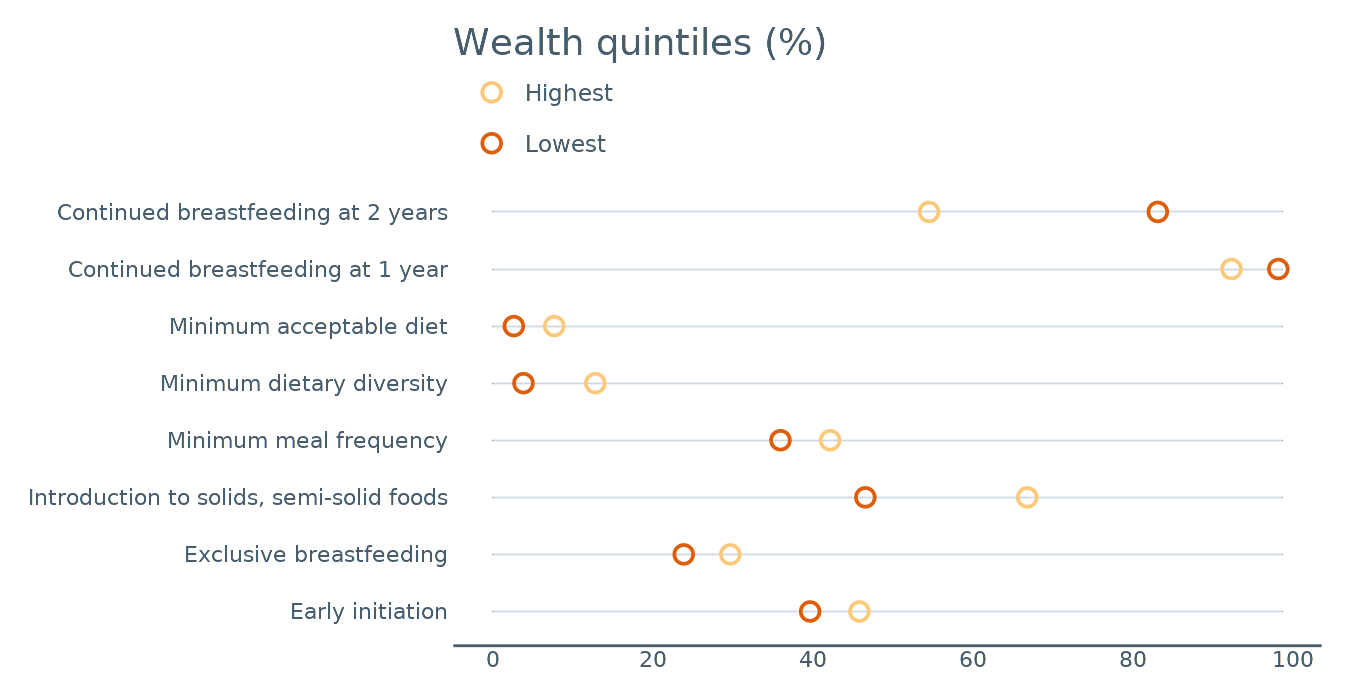 Wealth quintiles (%)
Highest
Lowest
Continued breastfeeding at 2 years
Continued breastfeeding at 1 year
Minimum acceptable diet
Minimum dietary diversity
Minimum meal frequency
Introduction to solids, semi-solid foods
Exclusive breastfeeding
Early initiation
0 20 40 60 80 100